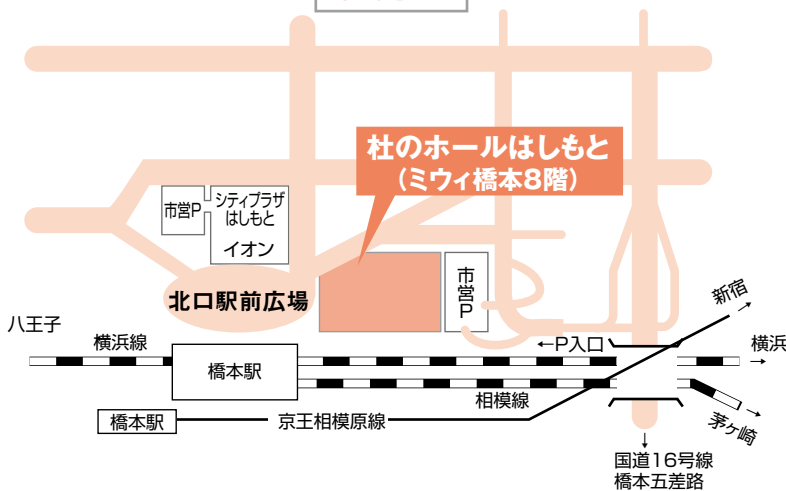 杜のホールはしもと
(ミウィ橋本8階)
市営P
シティプラザ
はしもと
イオン
北口駅前広場
市営P
新宿
→
八王子
横浜線
橋本駅
←P入口
横浜
→
相模線
橋本駅
京王相模原線
茅ヶ崎
→
↓
国道16号線
橋本五差路